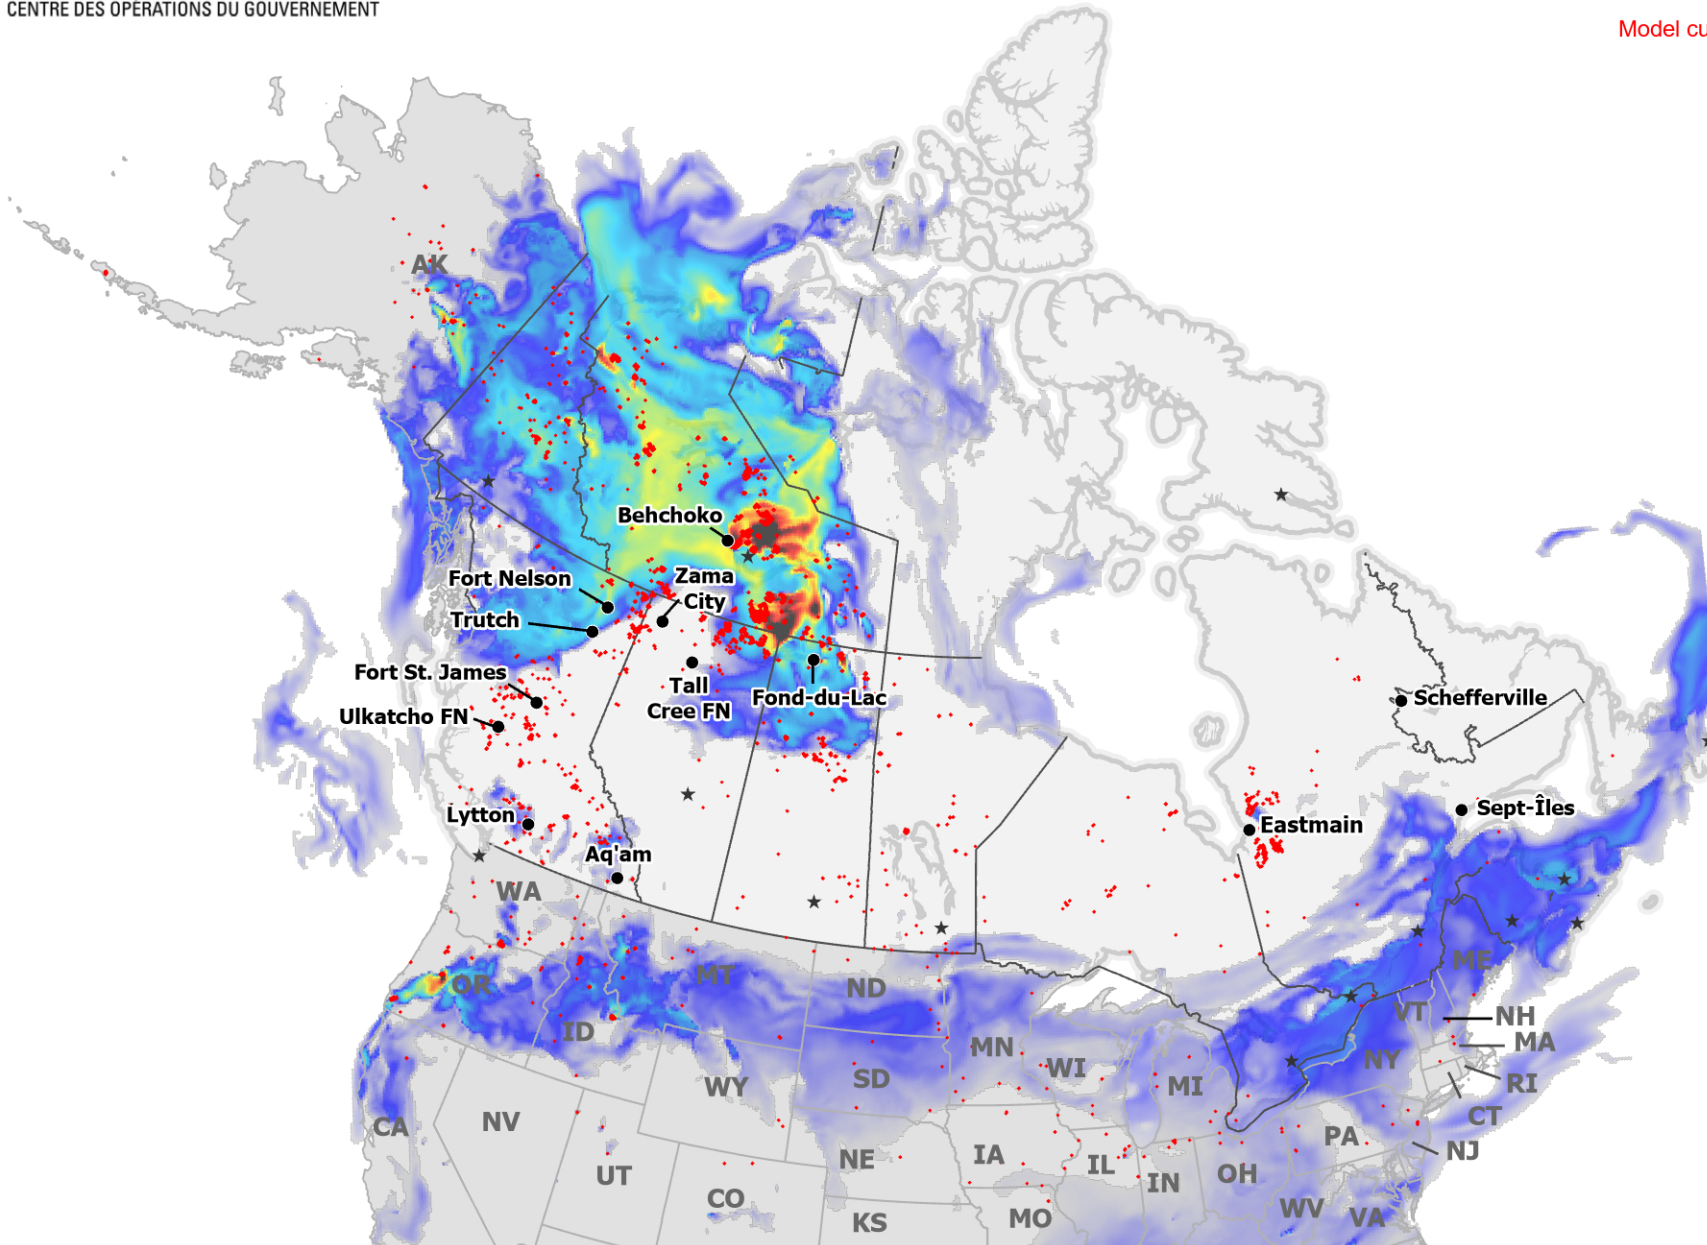 CENTRE DES OPÉRATIONS DU GOUVERNEMENT
Model cu
AK
Behchoko
Fort Nelson
Zama
City
Trutch
Fort St. James
Tall
Cree FN
Fond-du-Lac
Ulkatcho FN
Schefferville
Lytton
Eastmain
Sept-Îles
Aq'am
WA
OR
MT
ND
ME
ID
MN
VT
NH
MA
WY
SD
WI
MI
NY
RI
NV
CA
CT
PA
NJ
UT
NE
IA
IL
IN
OH
CO
KS
MO
WV
VA